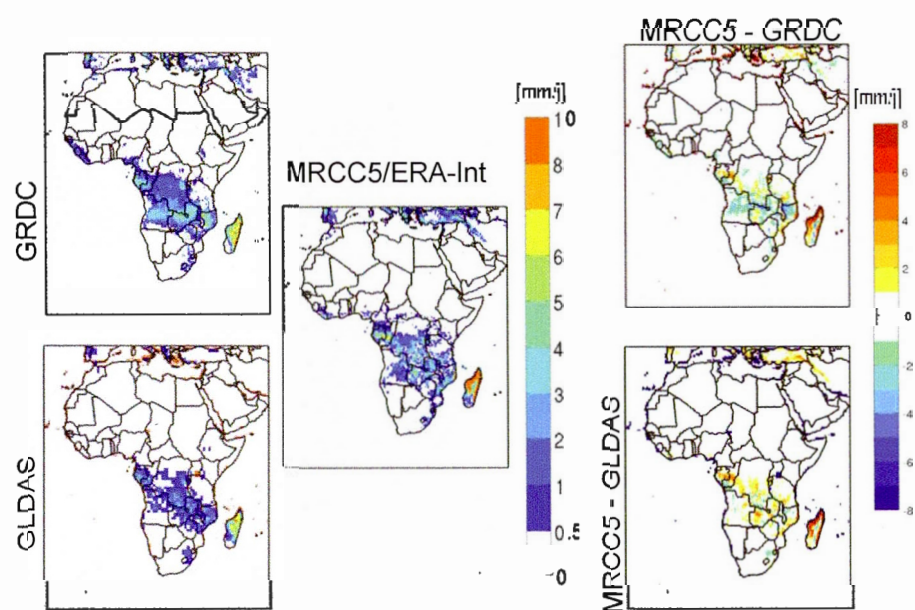 MRCC5 - GRDC
[mm/j]
[mm/j]
GRDC
MRCC5/ERA-Int
10
8
7
6
5
4
3
2
1
0.5
0
8
6
4
2
0
-2
-4
-6
-8
GLDAS
MRCC5 - GLDAS